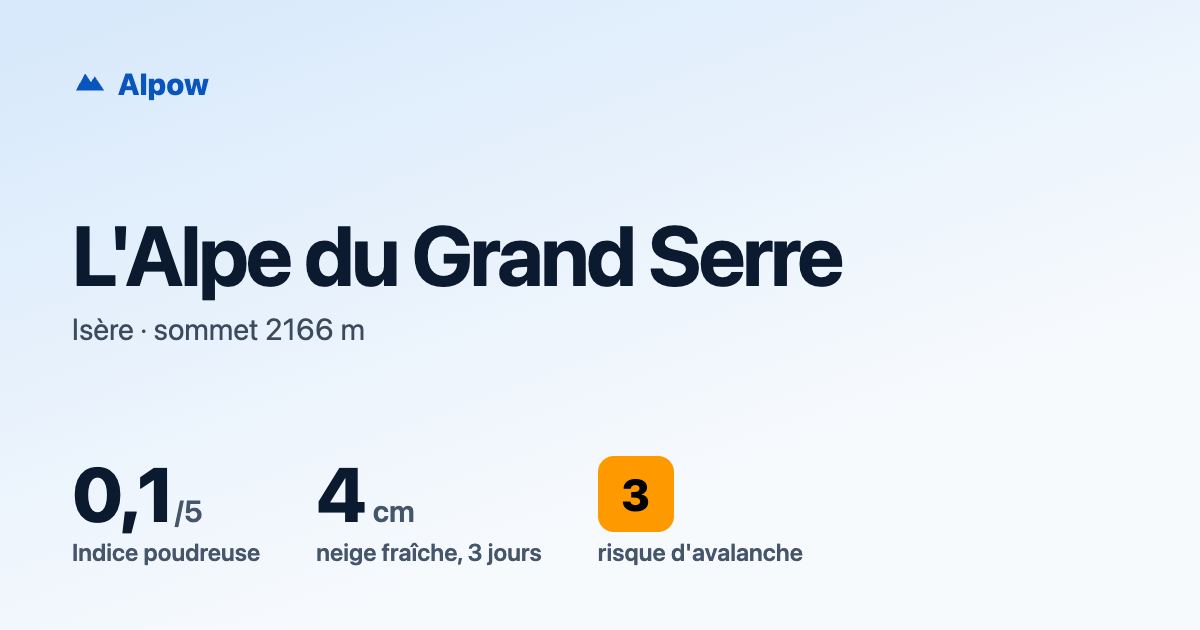 Alpow
L'Alpe du Grand Serre
Isère · sommet 2166 m
0,1/5
Indice poudreuse
4 cm
neige fraîche, 3 jours
3
risque d'avalanche